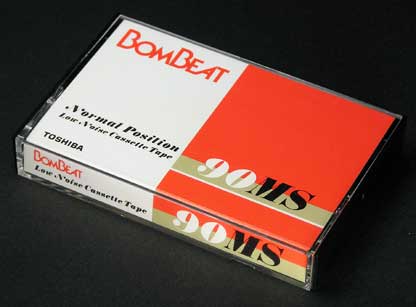 BOMBEAT
Normal Position
Low Noise Cassette Tape
TOSHIBA
90MS
BOMBEAT
Low Noise Cassette Tape
90MS